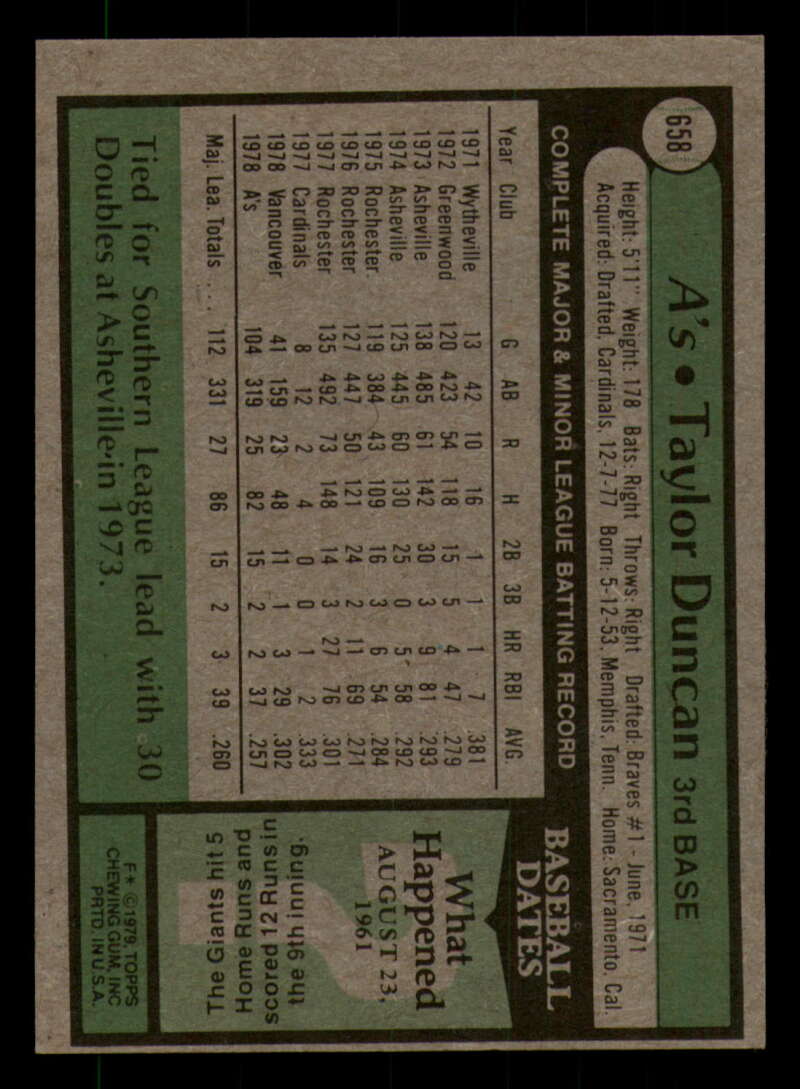 658
A's • Taylor Duncan 3rd BASE
Height: 5'11" Weight: 178 Bats: Right Throws: Right Drafted: Braves #1 - June, 1971
Acquired: Drafted, Cardinals, 12-7-77 Born: 5-12-53, Memphis, Tenn. Home: Sacramento, Cal.
COMPLETE MAJOR & MINOR LEAGUE BATTING RECORD
Year Club G AB R H 2B 3B HR RBI AVG.
1971 Wytheville 13 42 10 16 1 1 1 7 .381
1972 Greenwood 120 423 54 118 15 5 4 47 .279
1973 Asheville 138 485 61 142 30 3 9 81 .293
1974 Asheville 125 445 60 130 25 0 5 58 .292
1975 Rochester 119 384 43 109 16 3 6 54 .284
1976 Rochester 127 447 50 121 24 2 11 69 .271
1977 Rochester 135 492 73 148 14 3 27 76 .301
1977 Cardinals 8 12 2 4 0 0 1 2 .333
1978 Vancouver 41 159 23 48 11 1 3 29 .302
1978 A's 104 319 25 82 15 2 2 37 .257
Maj. Lea. Totals .... 112 331 27 86 15 2 3 39 .260
Tied for Southern League lead with 30
Doubles at Asheville in 1973.
BASEBALL
DATES
What
Happened
AUGUST 23,
1961
The Giants hit 5
Home Runs and
scored 12 Runs in
the 9th inning.
F* © 1979, TOPPS
CHEWING GUM, INC
PRTD. IN U.S.A.